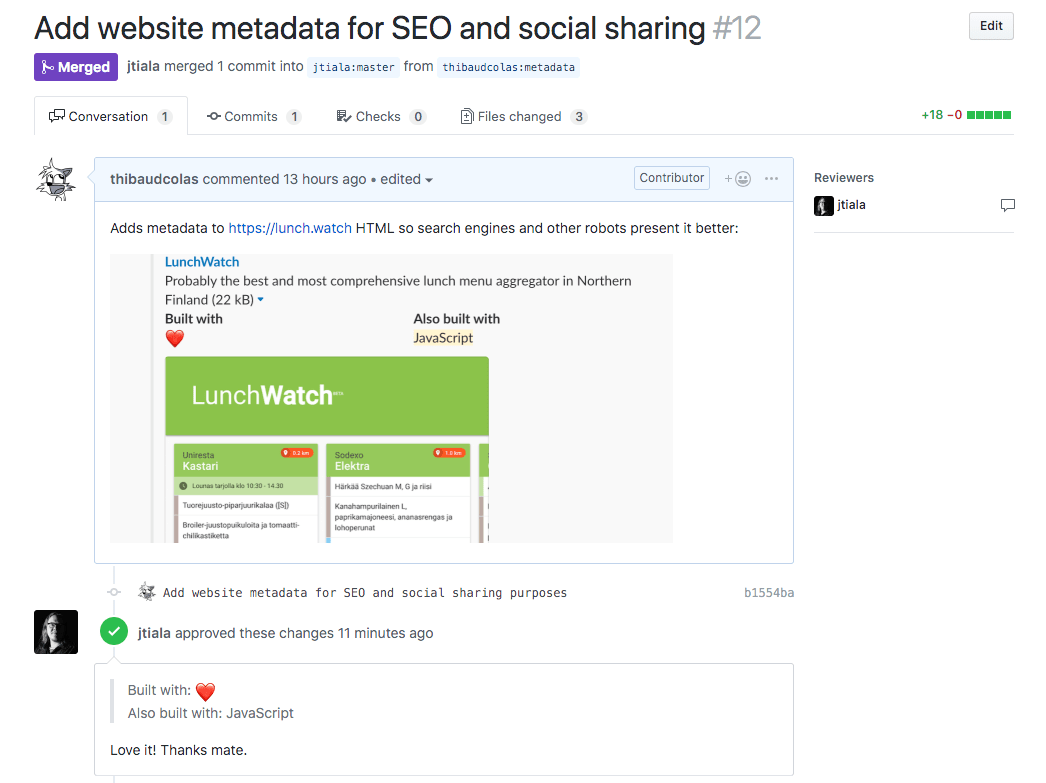 Add website metadata for SEO and social sharing #12
Edit
Merged jtiala merged 1 commit into jtiala:master from thibaudcolas:metadata
Conversation 1 Commits 1 Checks 0 Files changed 3 +18 −0
thibaudcolas commented 13 hours ago • edited
Contributor
Reviewers
jtiala
Adds metadata to https://lunch.watch HTML so search engines and other robots present it better:
LunchWatch
Probably the best and most comprehensive lunch menu aggregator in Northern
Finland (22 kB)
Built with Also built with
❤️ JavaScript
LunchWatch BETA
Uniresta 0.2 km
Kastari
Lounas tarjolla klo 10:30 - 14.30
Tuorejuusto-piparjuurikalaa ([S])
Broiler-juustopuikuloita ja tomaatti-
chilikastiketta
Sodexo 1.0 km
Elektra
Härkää Szechuan M, G ja riisi
Kanahampurilainen L,
paprikamajoneesi, ananasrengas ja
lohkoperunat
Add website metadata for SEO and social sharing purposes b1554ba
jtiala approved these changes 11 minutes ago
Built with: ❤️
Also built with: JavaScript
Love it! Thanks mate.